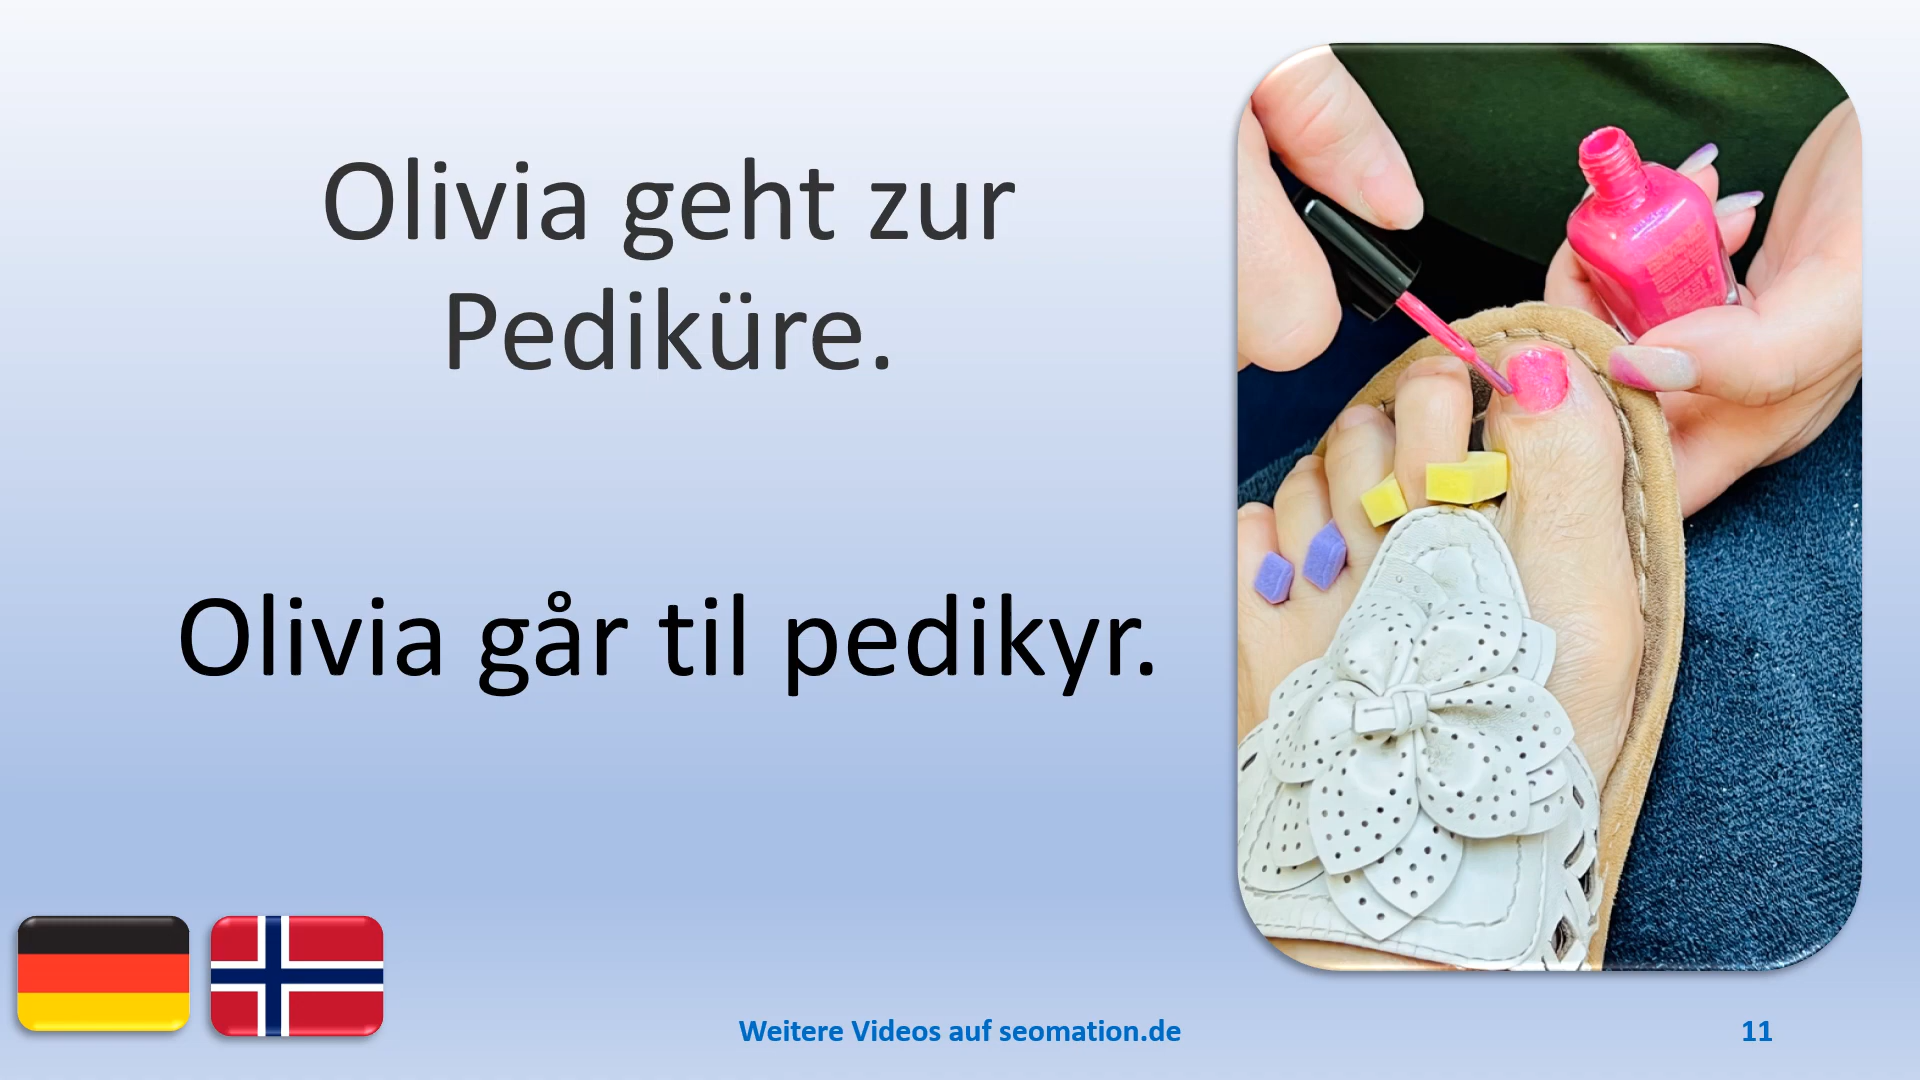 Olivia geht zur
Pediküre.
Olivia går til pedikyr.
Weitere Videos auf seomation.de
11